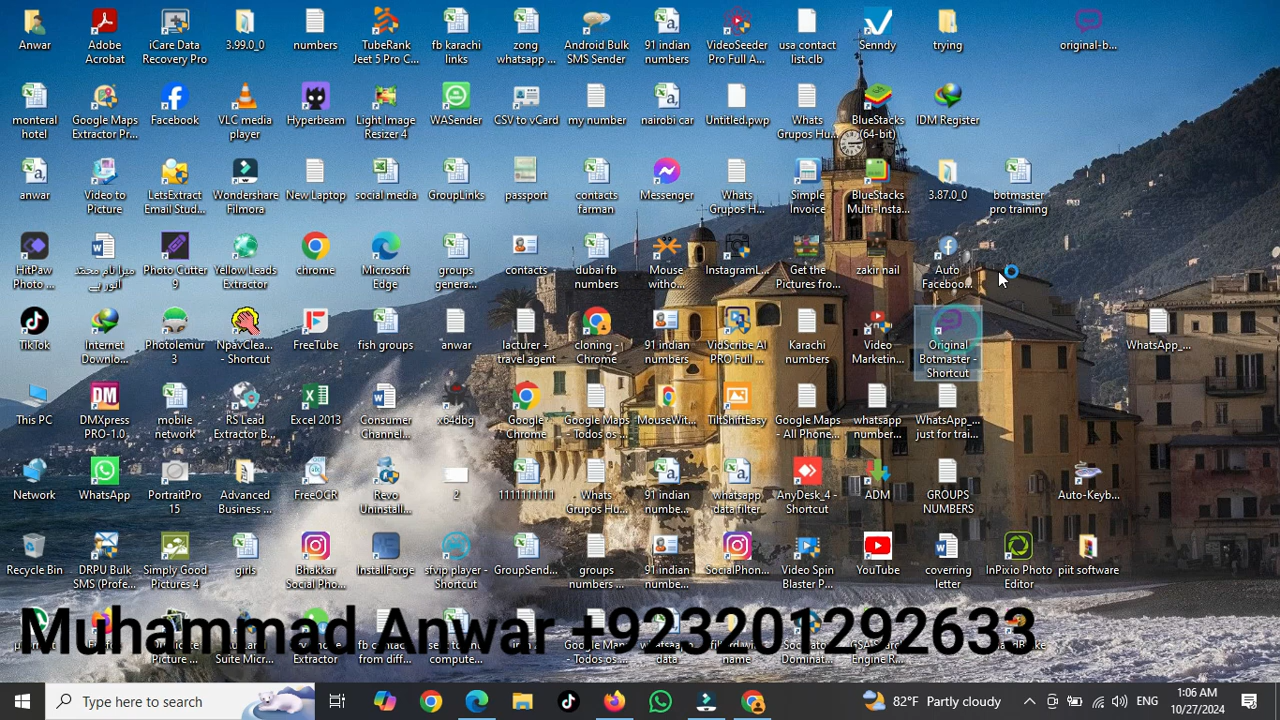 Anwar
Adobe
Acrobat
iCare Data
Recovery Pro
3.99.0_0
numbers
TubeRank
Jeet 5 Pro C...
fb karachi
links
zong
whatsapp ...
Android Bulk
SMS Sender
91 indian
numbers
VideoSeeder
Pro Full A...
usa contact
list.clb
Senndy
trying
original-b...
monteral
hotel
Google Maps
Extractor Pr...
Facebook
VLC media
player
Hyperbeam
Light Image
Resizer 4
WASender
CSV to vCard
my number
nairobi car
Untitled.pwp
Whats
Grupos Hu...
BlueStacks
(64-bit)
IDM Register
anwar
Video to
Picture
LetsExtract
Email Stud...
Wondershare
Filmora
New Laptop
social media
GroupLinks
passport
contacts
farman
Messenger
Whats
Grupos H...
Simple
Invoice
BlueStacks
Multi-Insta...
3.87.0_0
botmaster
pro training
HitPaw
Photo ...
Photo Cutter
9
Yellow Leads
Extractor
chrome
Microsoft
Edge
groups
genera...
contacts
dubai fb
numbers
Mouse
witho...
InstagramL...
Get the
Pictures fro...
zakir nail
Auto
Faceboo...
TikTok
Internet
Downlo...
Photolemur
3
NpavClea...
- Shortcut
FreeTube
fish groups
anwar
lacturer +
travel agent
cloning -
Chrome
91 indian
numbers
VidScribe AI
PRO Full ...
Karachi
numbers
Video
Marketin...
Original
Botmaster -
Shortcut
WhatsApp_...
This PC
DMXpress
PRO-1.0
mobile
network
RS Lead
Extractor B...
Excel 2013
Consumer
Channel...
x64dbg
Google
Chrome
Google Maps
- Todos os ...
MouseWit...
TiltShiftEasy
Google Maps
- All Phone...
whatsapp
number...
WhatsApp_...
just for trai...
Network
WhatsApp
PortraitPro
15
Advanced
Business ...
FreeOCR
Revo
Uninstall...
2
1111111111
Whats
Grupos Hu...
91 indian
numbe...
whatsapp
data filter
AnyDesk_4 -
Shortcut
ADM
GROUPS
NUMBERS
Auto-Keyb...
Recycle Bin
DRPU Bulk
SMS (Profe...
Simply Good
Pictures 4
girls
Bhakkar
Social Pho...
InstallForge
sfvip player -
Shortcut
GroupSend...
groups
numbers ...
91 indian
numbe...
SocialPhon...
Video Spin
Blaster P...
YouTube
coverring
letter
InPixio Photo
Editor
piit software
Muhammad Anwar +923201292633
Type here to search
82°F Partly cloudy
ENG
1:06 AM
10/27/2024